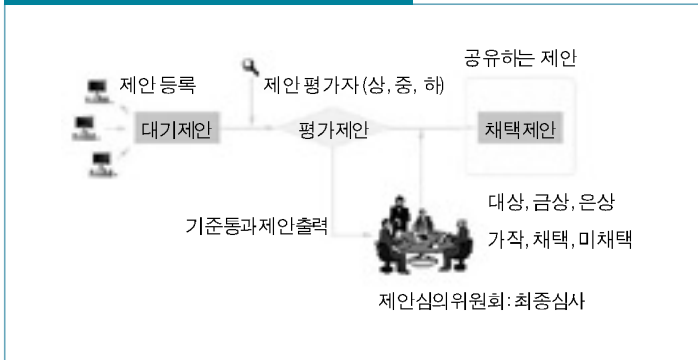 공유하는 제안
제안 등록
제안 평가자(상, 중, 하)
대기제안
평가제안
채택제안
대상, 금상, 은상
기준통과제안출력
가작, 채택, 미채택
제안심의위원회:최종심사